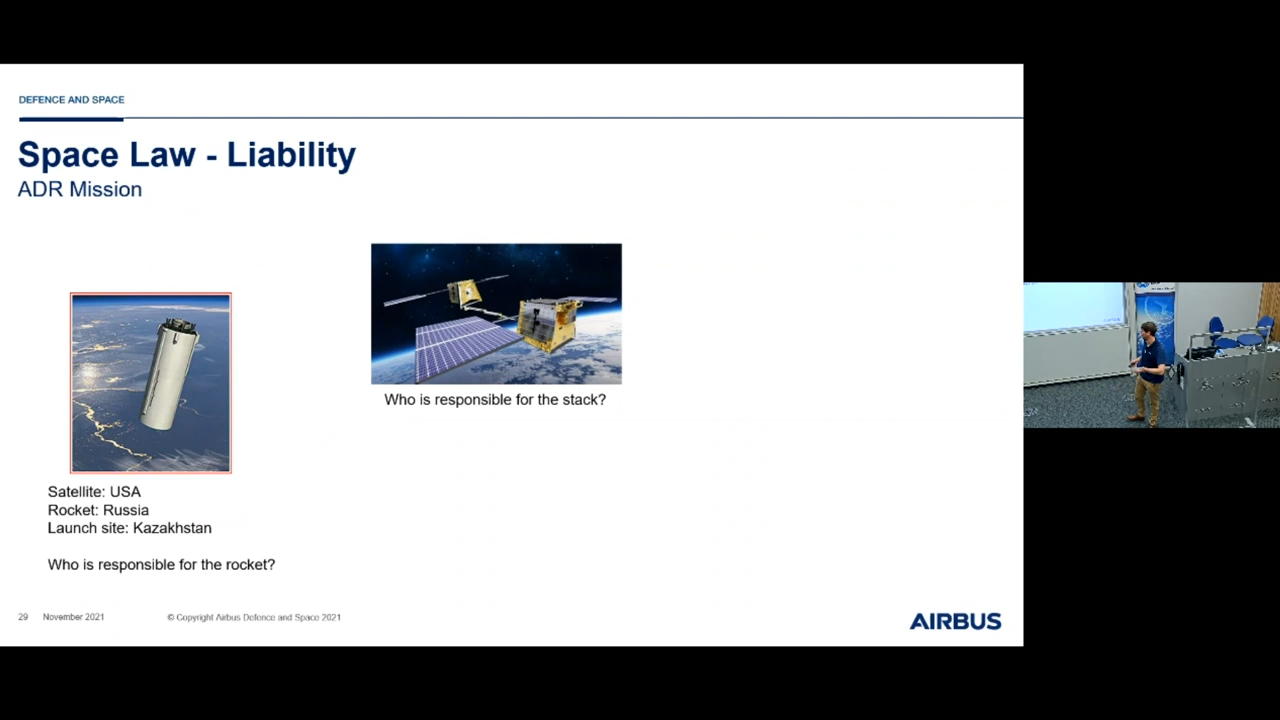 DEFENCE AND SPACE
Space Law - Liability
ADR Mission
Who is responsible for the stack?
Satellite: USA
Rocket: Russia
Launch site: Kazakhstan
Who is responsible for the rocket?
29 November 2021 © Copyright Airbus Defence and Space 2021
AIRBUS